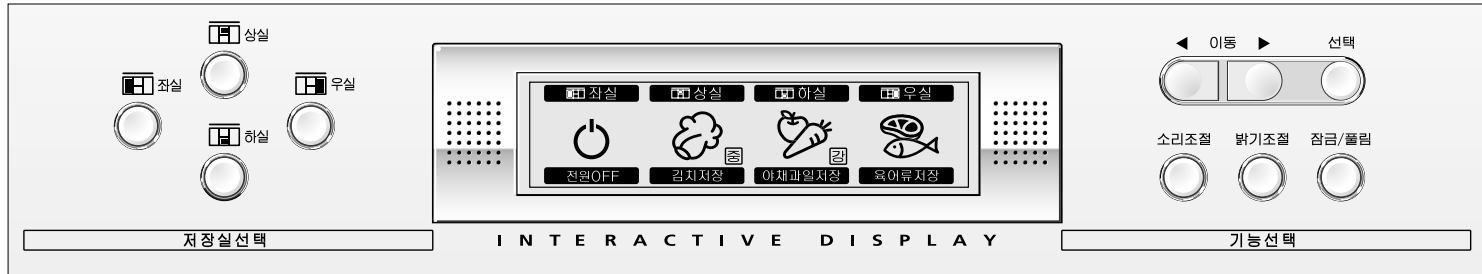 상실
좌실
우실
하실
저장실선택
좌실 상실 하실 우실
중 강
전원OFF 김치저장 야채과일저장 육어류저장
INTERACTIVE DISPLAY
◀ 이동 ▶ 선택
소리조절 밝기조절 잠금/풀림
기능선택